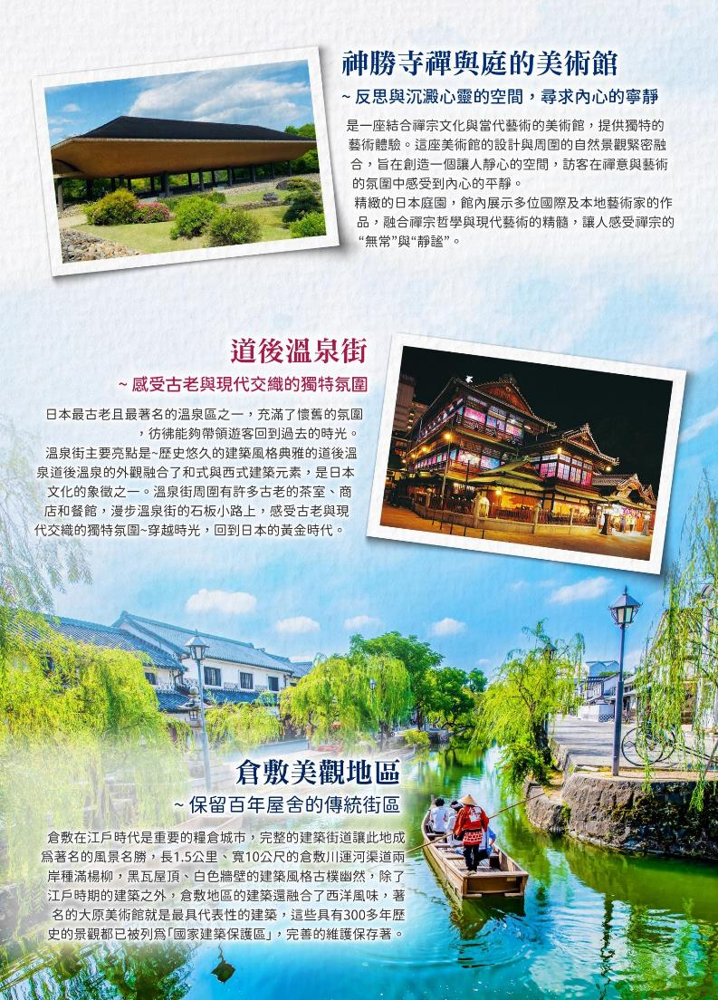 神勝寺禪與庭的美術館
~ 反思與沉澱心靈的空間，尋求內心的寧靜
是一座結合禪宗文化與當代藝術的美術館，提供獨特的
藝術體驗。這座美術館的設計與周圍的自然景觀緊密融
合，旨在創造一個讓人靜心的空間，訪客在禪意與藝術
的氛圍中感受到內心的平靜。
精緻的日本庭園，館內展示多位國際及本地藝術家的作
品，融合禪宗哲學與現代藝術的精髓，讓人感受禪宗的
“無常”與“靜謐”。
道後溫泉街
~ 感受古老與現代交織的獨特氛圍
日本最古老且最著名的溫泉區之一，充滿了懷舊的氛圍
，彷彿能夠帶領遊客回到過去的時光。
溫泉街主要亮點是~歷史悠久的建築風格典雅的道後溫
泉道後溫泉的外觀融合了和式與西式建築元素，是日本
文化的象徵之一。溫泉街周圍有許多古老的茶室、商
店和餐館，漫步溫泉街的石板小路上，感受古老與現
代交織的獨特氛圍~穿越時光，回到日本的黃金時代。
倉敷美觀地區
~ 保留百年屋舍的傳統街區
倉敷在江戶時代是重要的糧倉城市，完整的建築街道讓此地成
為著名的風景名勝，長1.5公里、寬10公尺的倉敷川運河渠道兩
岸種滿楊柳，黑瓦屋頂、白色牆壁的建築風格古樸幽然，除了
江戶時期的建築之外，倉敷地區的建築還融合了西洋風味，著
名的大原美術館就是最具代表性的建築，這些具有300多年歷
史的景觀都已被列為「國家建築保護區」，完善的維護保存著。